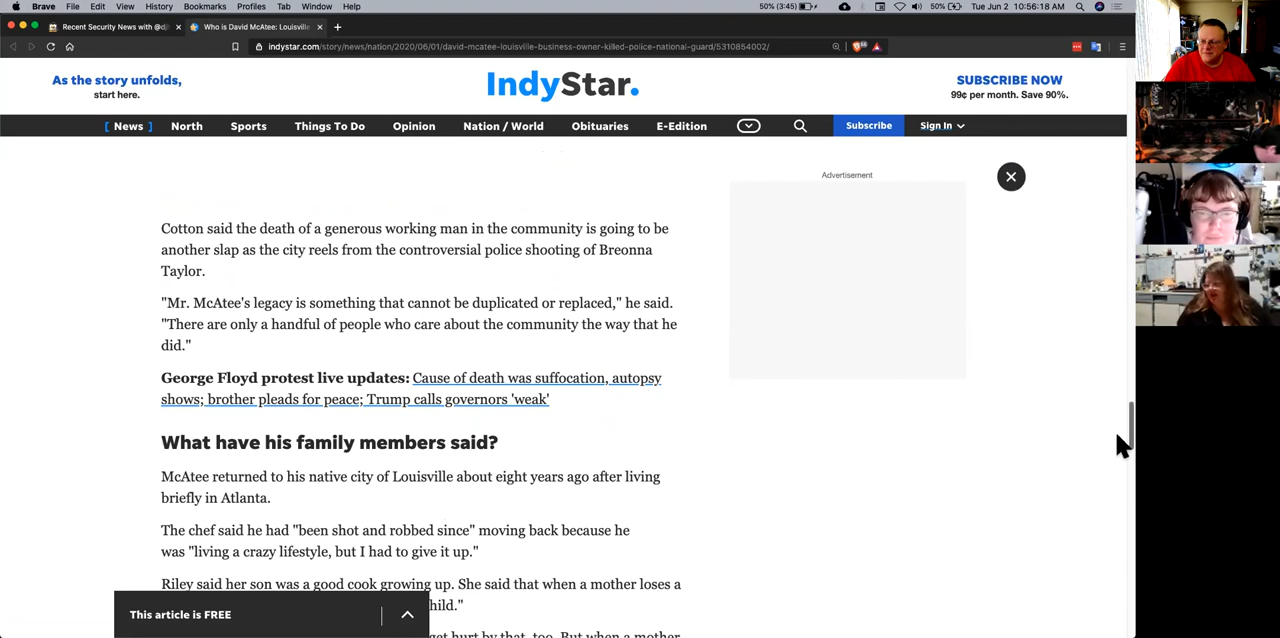 Brave File Edit View History Bookmarks Profiles Tab Window Help 50% (3:45) 50% Tue Jun 2 10:56:18 AM
Recent Security News with @dj × Who is David McAtee: Louisville × +
indystar.com/story/news/nation/2020/06/01/david-mcatee-louisville-business-owner-killed-police-national-guard/5310854002/
As the story unfolds,
start here.
IndyStar.
SUBSCRIBE NOW
99¢ per month. Save 90%.
[ News ] North Sports Things To Do Opinion Nation / World Obituaries E-Edition Subscribe Sign In
Advertisement
Cotton said the death of a generous working man in the community is going to be
another slap as the city reels from the controversial police shooting of Breonna
Taylor.
"Mr. McAtee's legacy is something that cannot be duplicated or replaced," he said.
"There are only a handful of people who care about the community the way that he
did."
George Floyd protest live updates: Cause of death was suffocation, autopsy
shows; brother pleads for peace; Trump calls governors 'weak'
What have his family members said?
McAtee returned to his native city of Louisville about eight years ago after living
briefly in Atlanta.
The chef said he had "been shot and robbed since" moving back because he
was "living a crazy lifestyle, but I had to give it up."
Riley said her son was a good cook growing up. She said that when a mother loses a
hild."
get hurt by that, too. But when a mother
This article is FREE